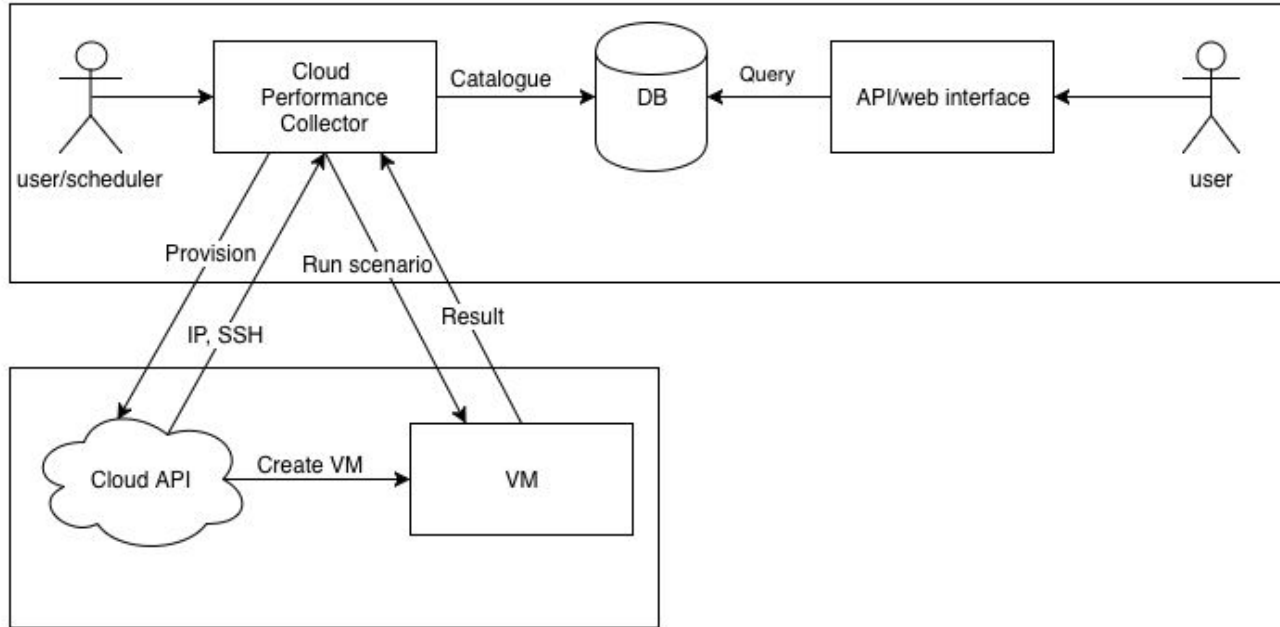 Cloud
Performance
Collector
Catalogue
DB
Query
API/web interface
user/scheduler
user
Provision
Run scenario
IP, SSH
Result
Cloud API
Create VM
VM